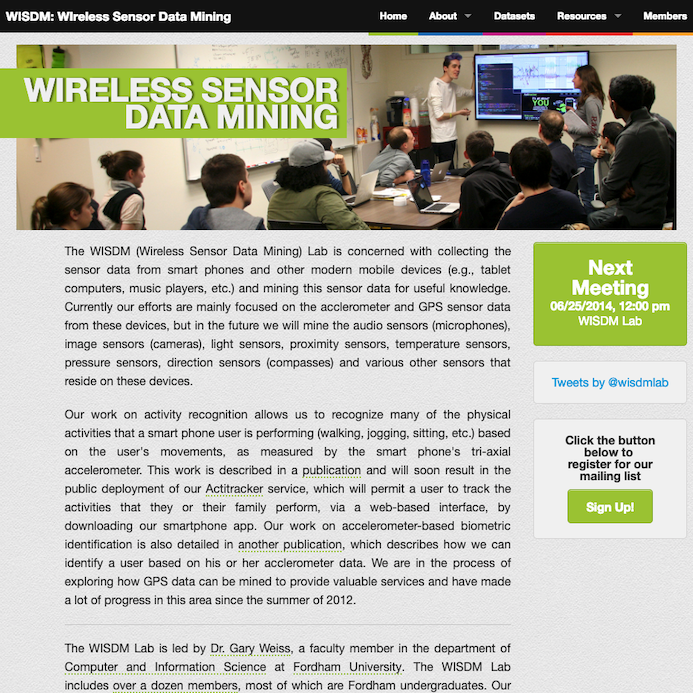 WISDM: WIreless Sensor Data Mining
Home About Datasets Resources Members
WIRELESS SENSOR
DATA MINING
YOU
The WISDM (Wireless Sensor Data Mining) Lab is concerned with collecting the
sensor data from smart phones and other modern mobile devices (e.g., tablet
computers, music players, etc.) and mining this sensor data for useful knowledge.
Currently our efforts are mainly focused on the acclerometer and GPS sensor data
from these devices, but in the future we will mine the audio sensors (microphones),
image sensors (cameras), light sensors, proximity sensors, temperature sensors,
pressure sensors, direction sensors (compasses) and various other sensors that
reside on these devices.
Our work on activity recognition allows us to recognize many of the physical
activities that a smart phone user is performing (walking, jogging, sitting, etc.) based
on the user's movements, as measured by the smart phone's tri-axial
accelerometer. This work is described in a publication and will soon result in the
public deployment of our Actitracker service, which will permit a user to track the
activities that they or their family perform, via a web-based interface, by
downloading our smartphone app. Our work on accelerometer-based biometric
identification is also detailed in another publication, which describes how we can
identify a user based on his or her acclerometer data. We are in the process of
exploring how GPS data can be mined to provide valuable services and have made
a lot of progress in this area since the summer of 2012.
The WISDM Lab is led by Dr. Gary Weiss, a faculty member in the department of
Computer and Information Science at Fordham University. The WISDM Lab
includes over a dozen members, most of which are Fordham undergraduates. Our
Next
Meeting
06/25/2014, 12:00 pm
WISDM Lab
Tweets by @wisdmlab
Click the button
below to
register for our
mailing list
Sign Up!